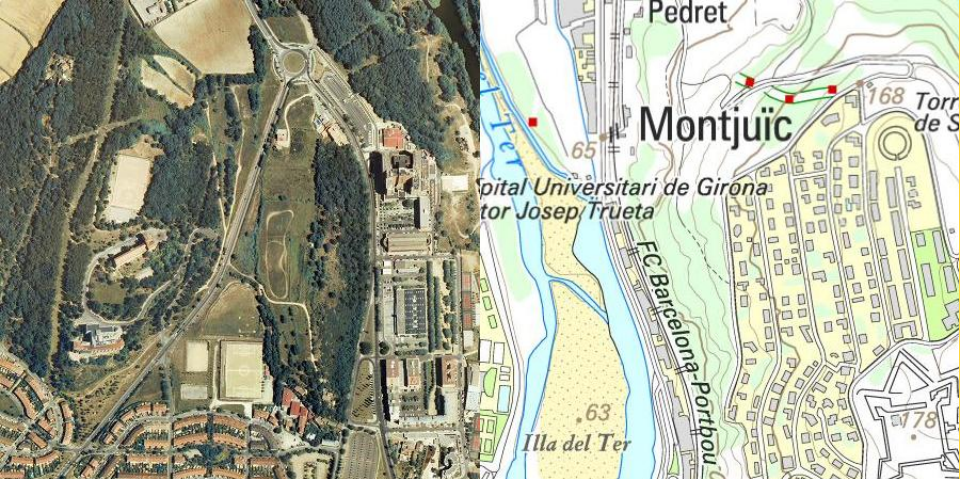 Pedret
168
Torr
de S
Montjuïc
65
l Ter
pital Universitari de Girona
tor Josep Trueta
FC Barcelona-Portbou
63
Illa del Ter
178